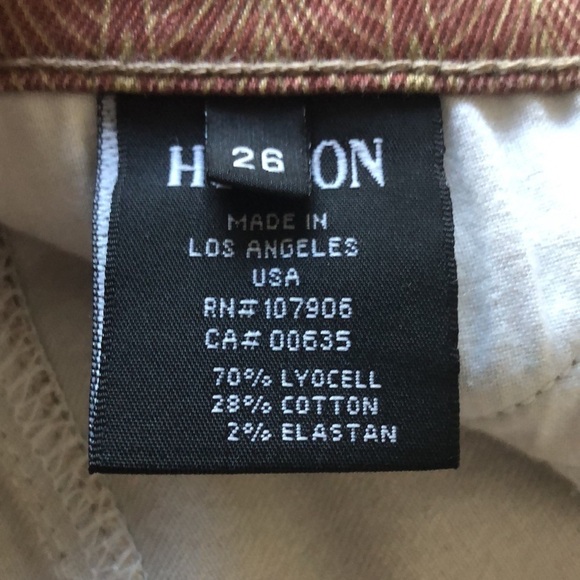 26
H ON
MADE IN
LOS ANGELES
USA
RN# 107906
CA# 00635
70% LYOCELL
28% COTTON
2% ELASTAN